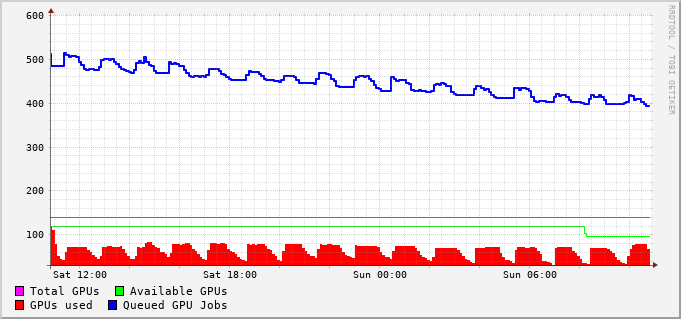 600
500
400
300
200
100
Sat 12:00 Sat 18:00 Sun 00:00 Sun 06:00
Total GPUs Available GPUs
GPUs used Queued GPU Jobs
RRDTOOL / TOBI OETIKER